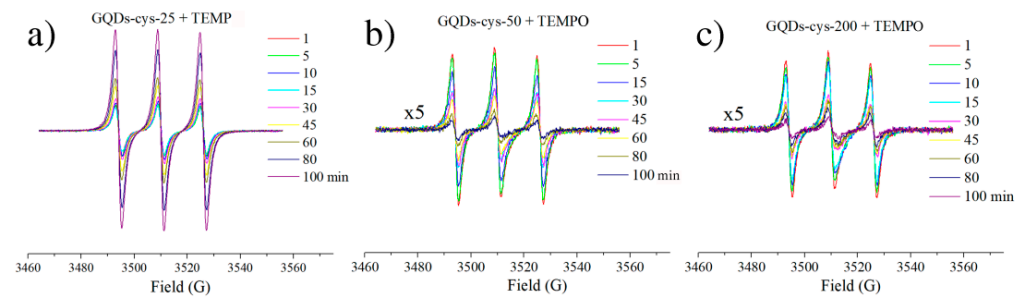 a)
GQDs-cys-25 + TEMP
1
5
10
15
30
45
60
80
100 min
3460 3480 3500 3520 3540 3560
Field (G)
b)
GQDs-cys-50 + TEMPO
x5
1
5
15
30
45
60
80
100 min
3460 3480 3500 3520 3540 3560
Field (G)
c)
GQDs-cys-200 + TEMPO
x5
1
5
10
15
30
45
60
80
100 min
3460 3480 3500 3520 3540 3560
Field (G)